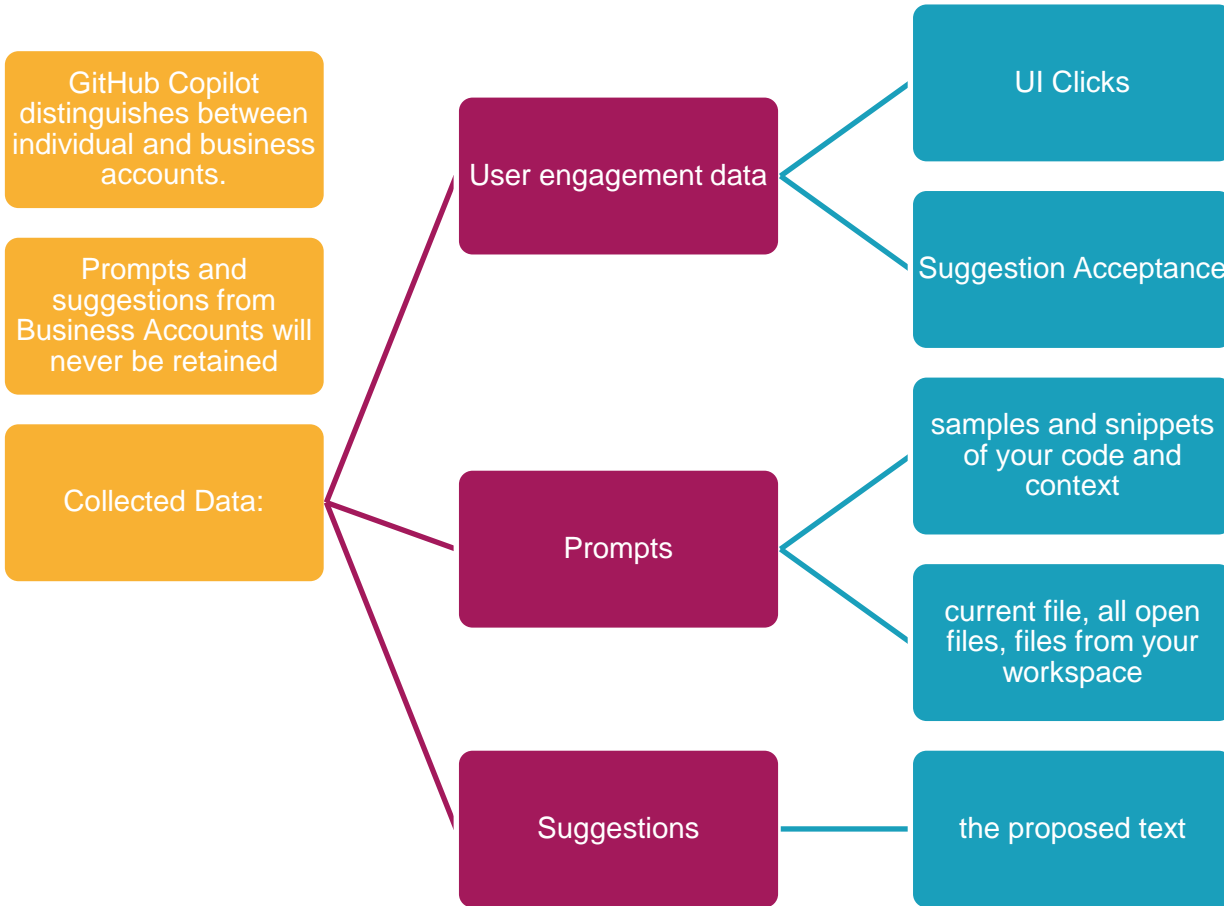 GitHub Copilot
distinguishes between
individual and business
accounts.
Prompts and
suggestions from
Business Accounts will
never be retained
Collected Data:
User engagement data
UI Clicks
Suggestion Acceptance
Prompts
samples and snippets
of your code and
context
current file, all open
files, files from your
workspace
Suggestions
the proposed text